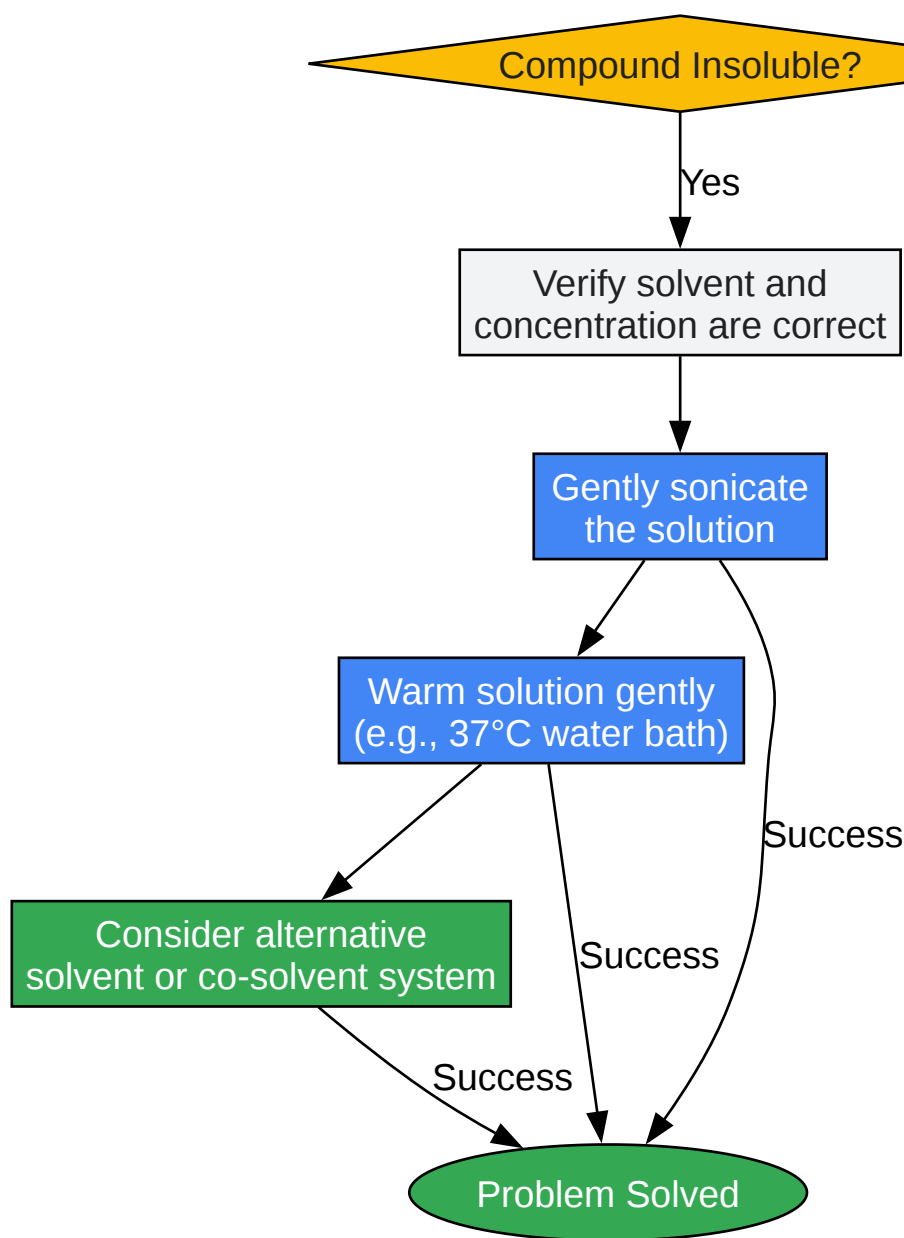 Compound Insoluble?
Yes
Verify solvent and
concentration are correct
Gently sonicate
the solution
Warm solution gently
(e.g., 37°C water bath)
Success
Consider alternative
solvent or co-solvent system
Success
Success
Problem Solved